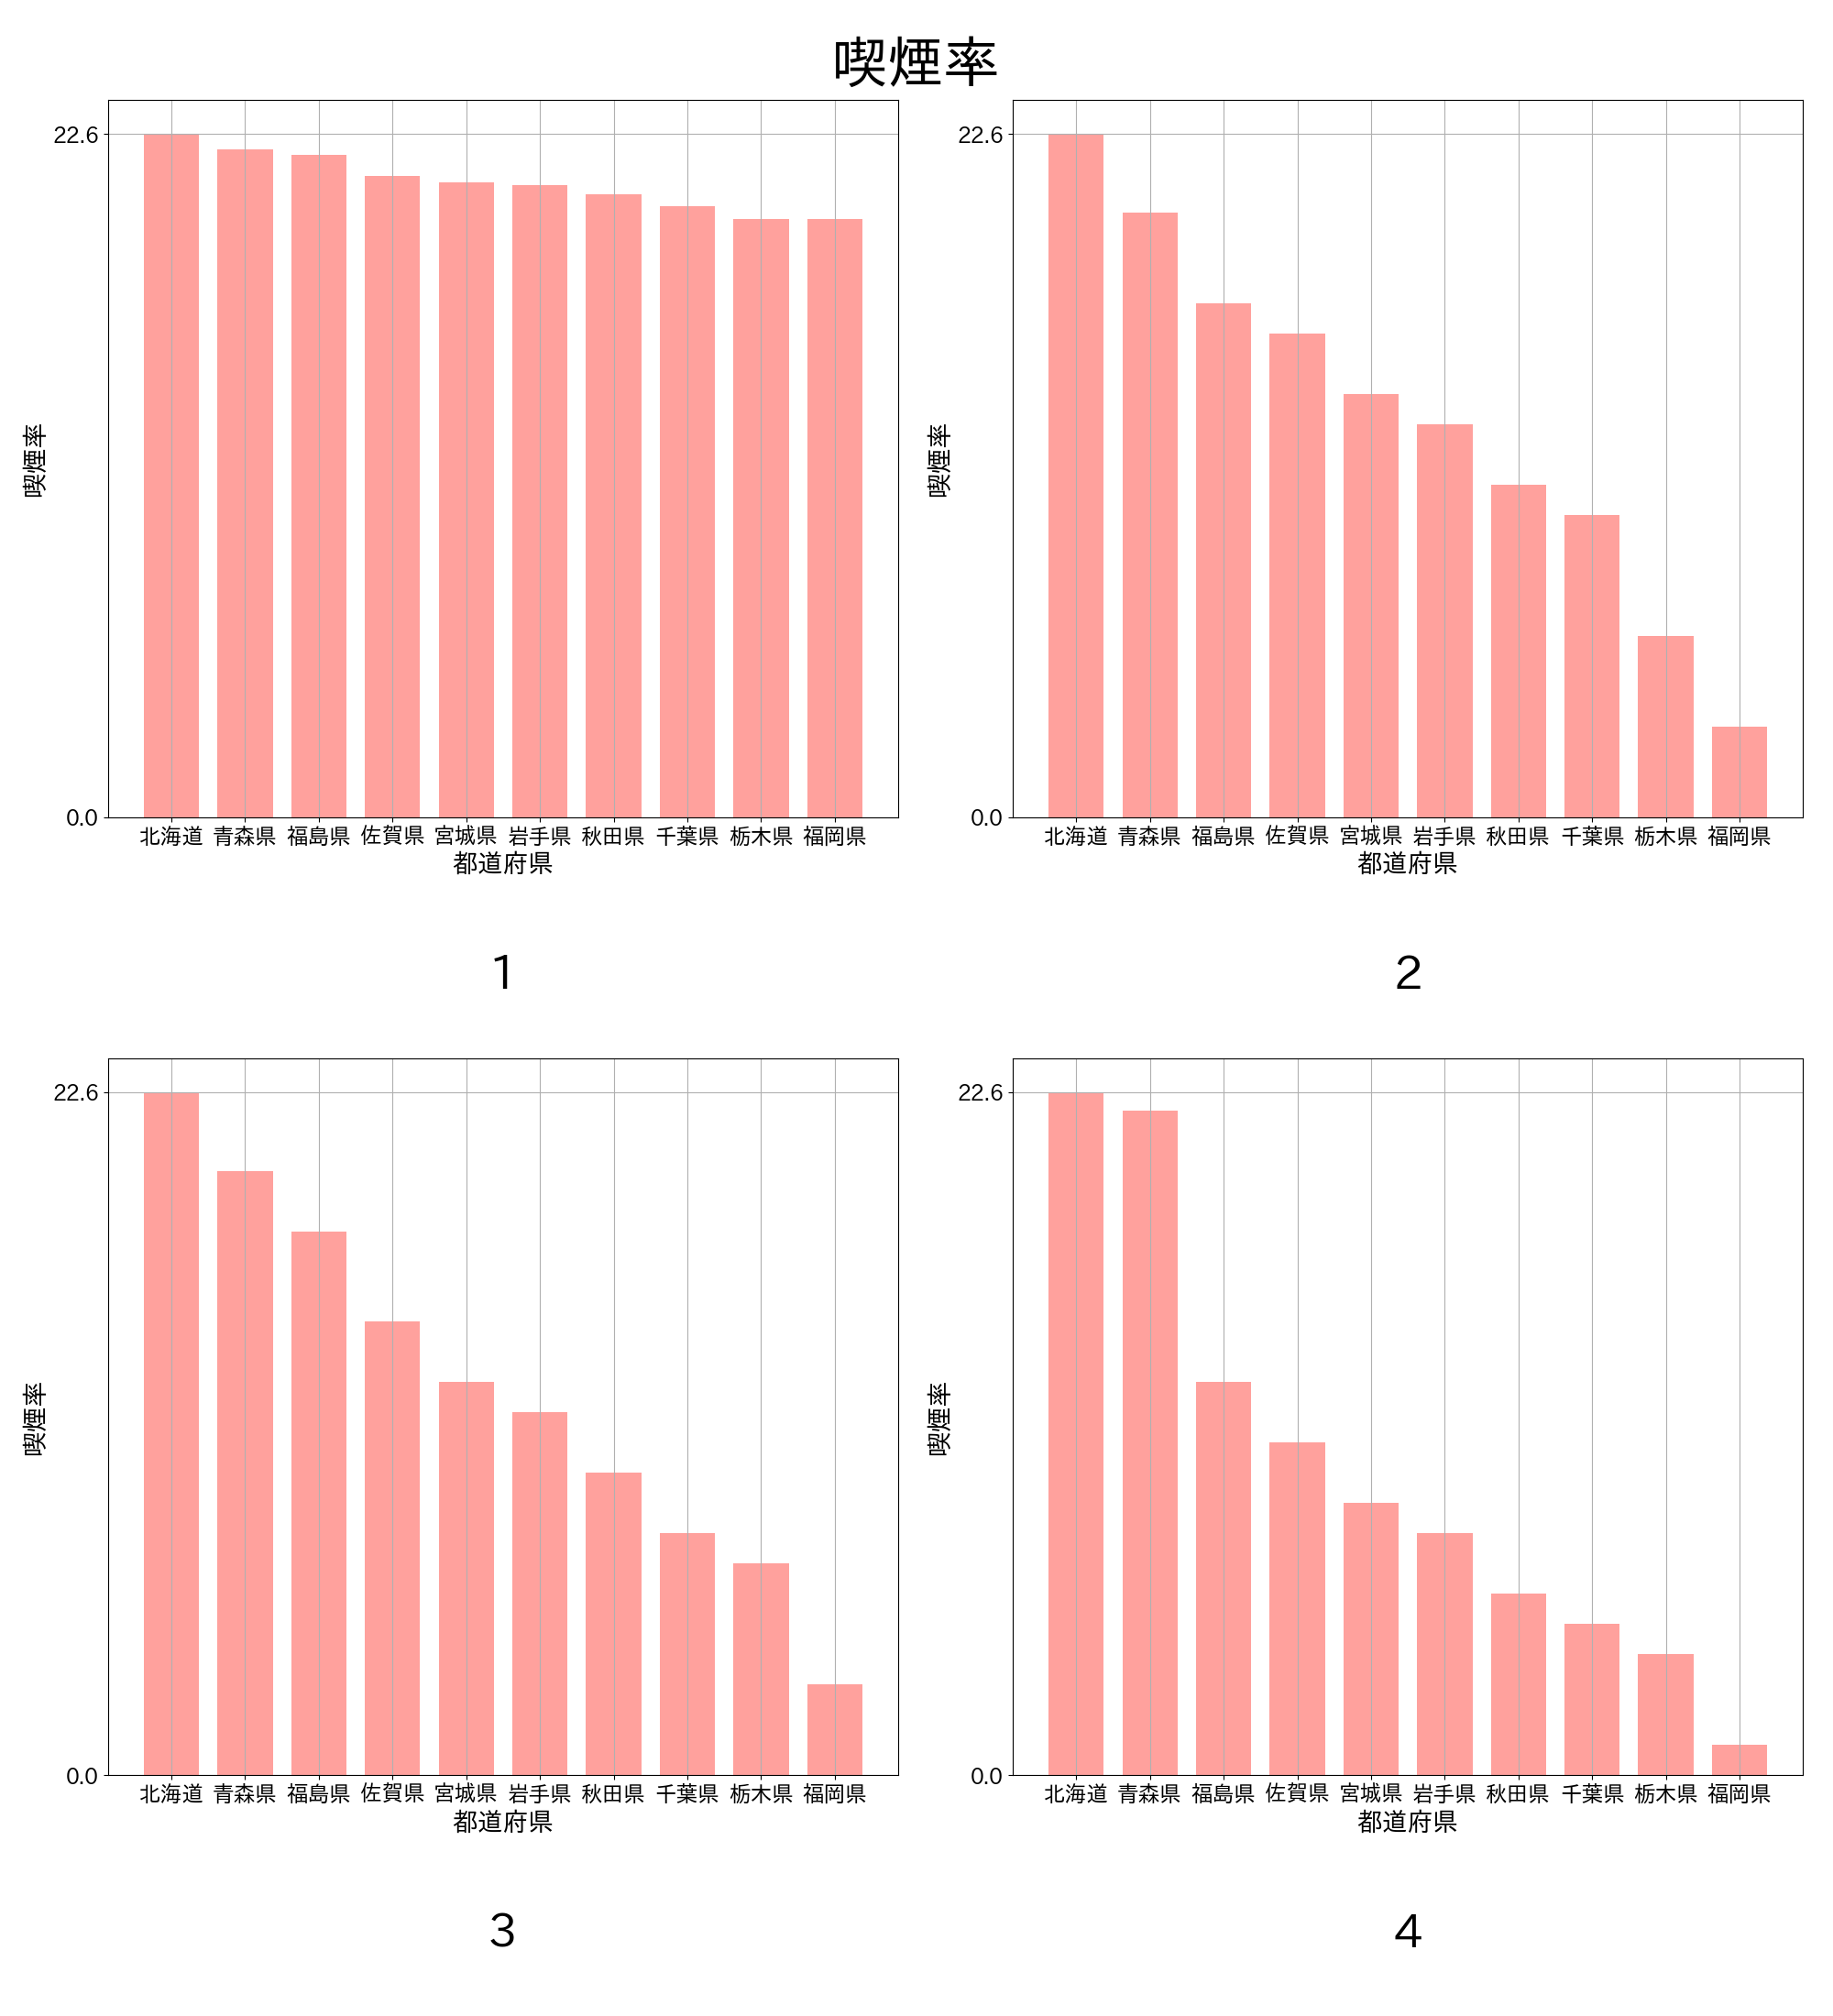 喫煙率
22.6
0.0
喫煙率
北海道 青森県 福島県 佐賀県 宮城県 岩手県 秋田県 千葉県 栃木県 福岡県
都道府県
1
22.6
0.0
喫煙率
北海道 青森県 福島県 佐賀県 宮城県 岩手県 秋田県 千葉県 栃木県 福岡県
都道府県
2
22.6
0.0
喫煙率
北海道 青森県 福島県 佐賀県 宮城県 岩手県 秋田県 千葉県 栃木県 福岡県
都道府県
3
22.6
0.0
喫煙率
北海道 青森県 福島県 佐賀県 宮城県 岩手県 秋田県 千葉県 栃木県 福岡県
都道府県
4